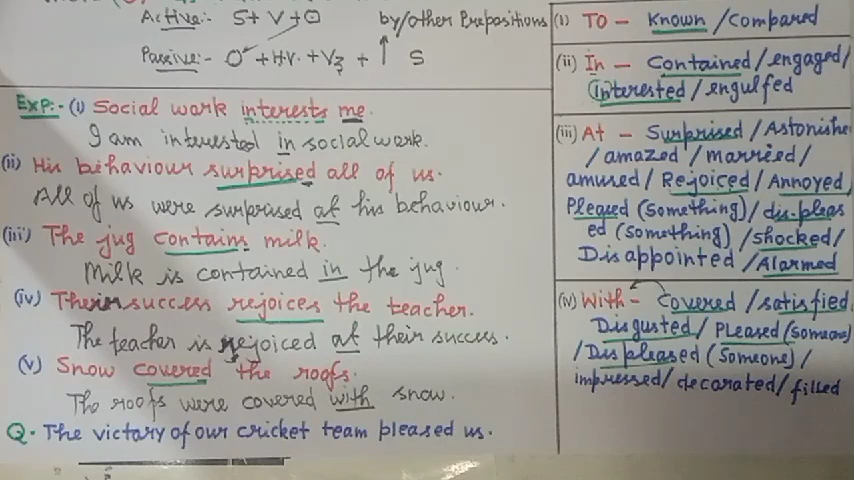 Active:- S + V + O
by/other Prepositions
Passive:- O + H.V. + V3 + S
Exp:- (i) Social work interests me.
I am interested in social work.
(ii) His behaviour surprised all of us.
All of us were surprised at his behaviour.
(iii) The jug contains milk.
Milk is contained in the jug.
(iv) Their success rejoices the teacher.
The teacher is rejoiced at their success.
(v) Snow covered the roofs.
The roofs were covered with snow.
Q. The victory of our cricket team pleased us.
(i) TO - Known / Compared
(ii) In - Contained / engaged/
interested / engulfed
(iii) At - Surprised / Astonishe
/ amazed / married /
amused / Rejoiced / Annoyed,
Pleased (something) / dis-pleas
ed (something) / shocked /
Disappointed / Alarmed
(iv) With - Covered / satisfied
Disgusted / Pleased (someone)
/ Displeased (someone) /
impressed / decorated / filled